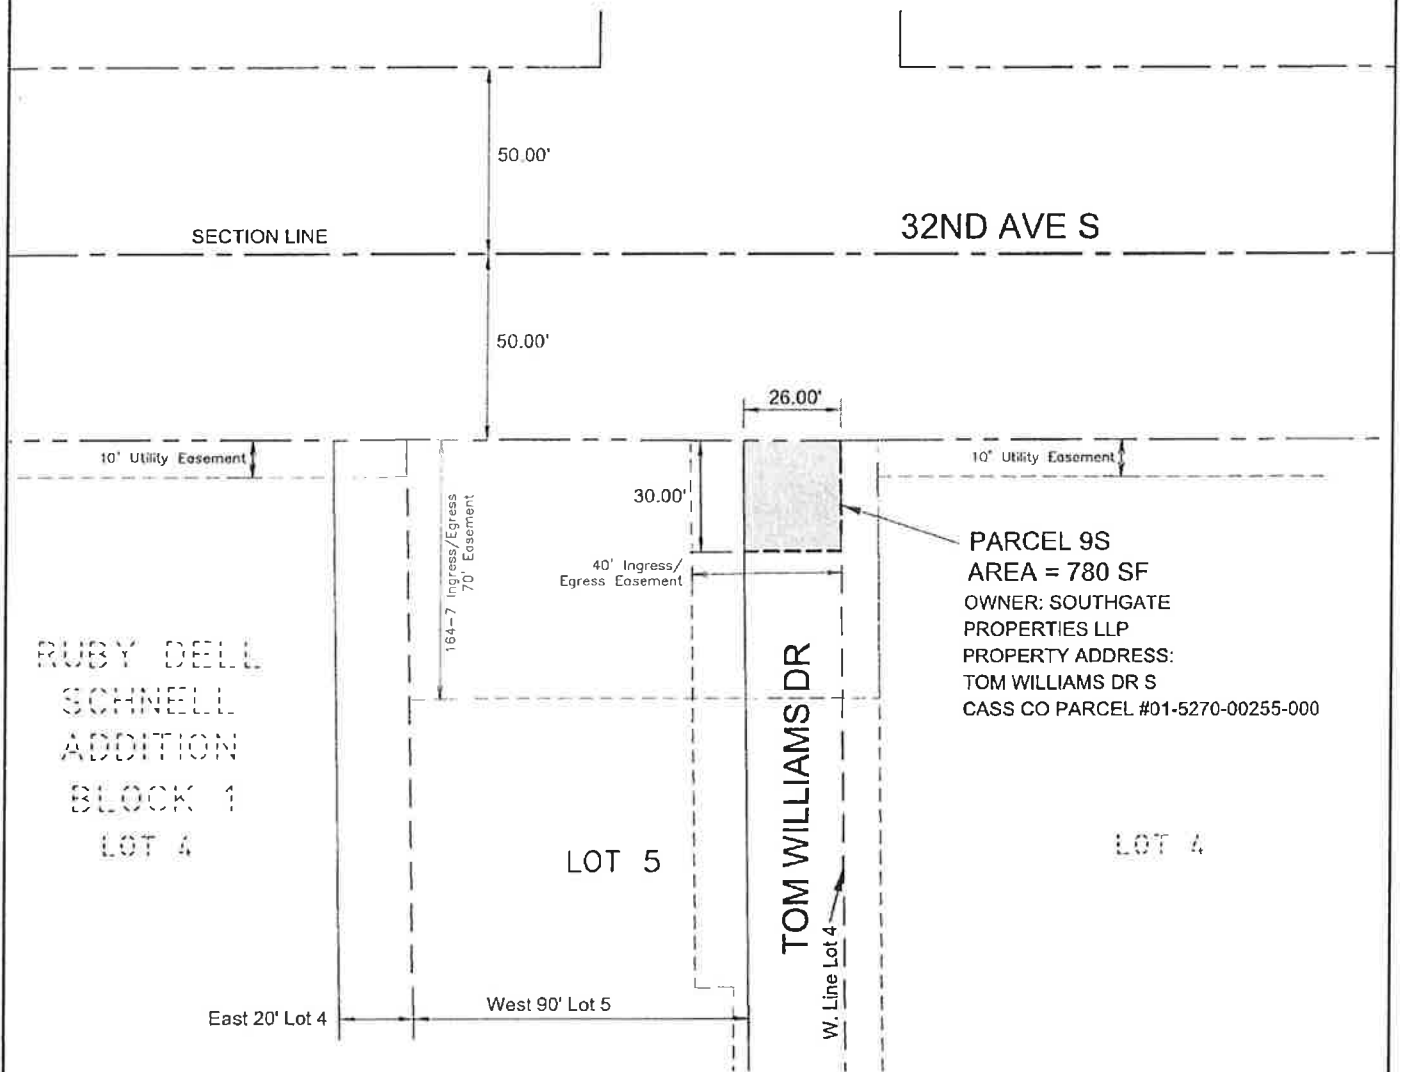 50.00'
SECTION LINE
32ND AVE S
50.00'
26.00'
10' Utility Easement
10' Utility Easement
30.00'
164-7 Ingress/Egress
70' Easement
40' Ingress/
Egress Easement
PARCEL 9S
AREA = 780 SF
OWNER: SOUTHGATE
PROPERTIES LLP
PROPERTY ADDRESS:
TOM WILLIAMS DR S
CASS CO PARCEL #01-5270-00255-000
RUBY DELL
SCHNELL
ADDITION
BLOCK 1
LOT 4
LOT 5
TOM WILLIAMS DR
LOT 4
W. Line Lot 4
East 20' Lot 4
West 90' Lot 5